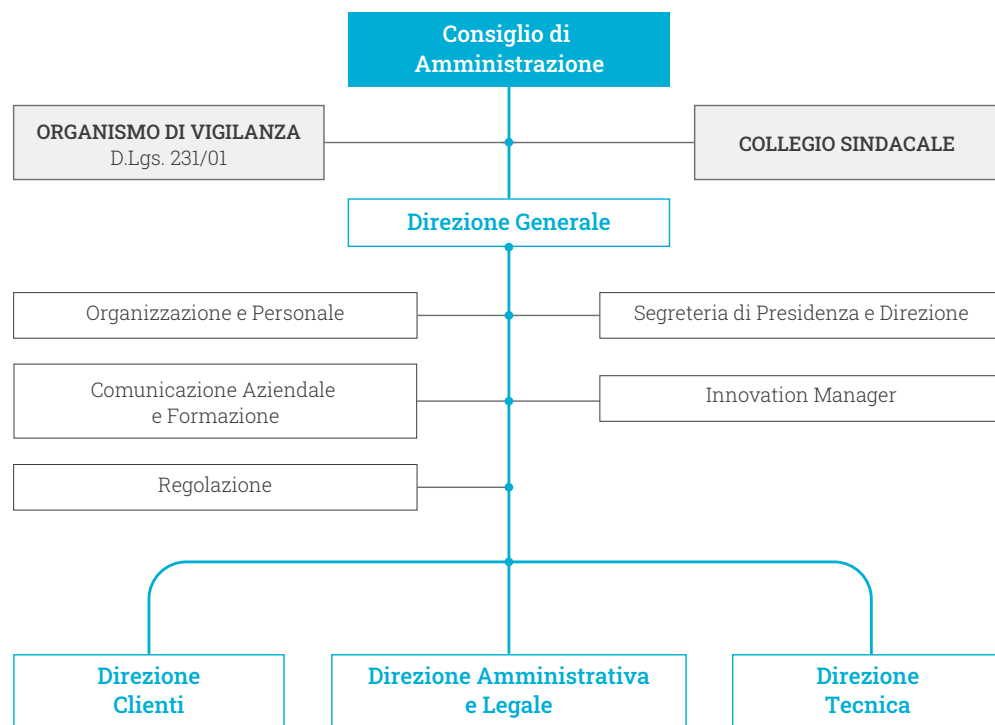 Consiglio di
Amministrazione
ORGANISMO DI VIGILANZA
D.Lgs. 231/01
COLLEGIO SINDACALE
Direzione Generale
Organizzazione e Personale
Segreteria di Presidenza e Direzione
Comunicazione Aziendale
e Formazione
Innovation Manager
Regolazione
Direzione
Clienti
Direzione Amministrativa
e Legale
Direzione
Tecnica